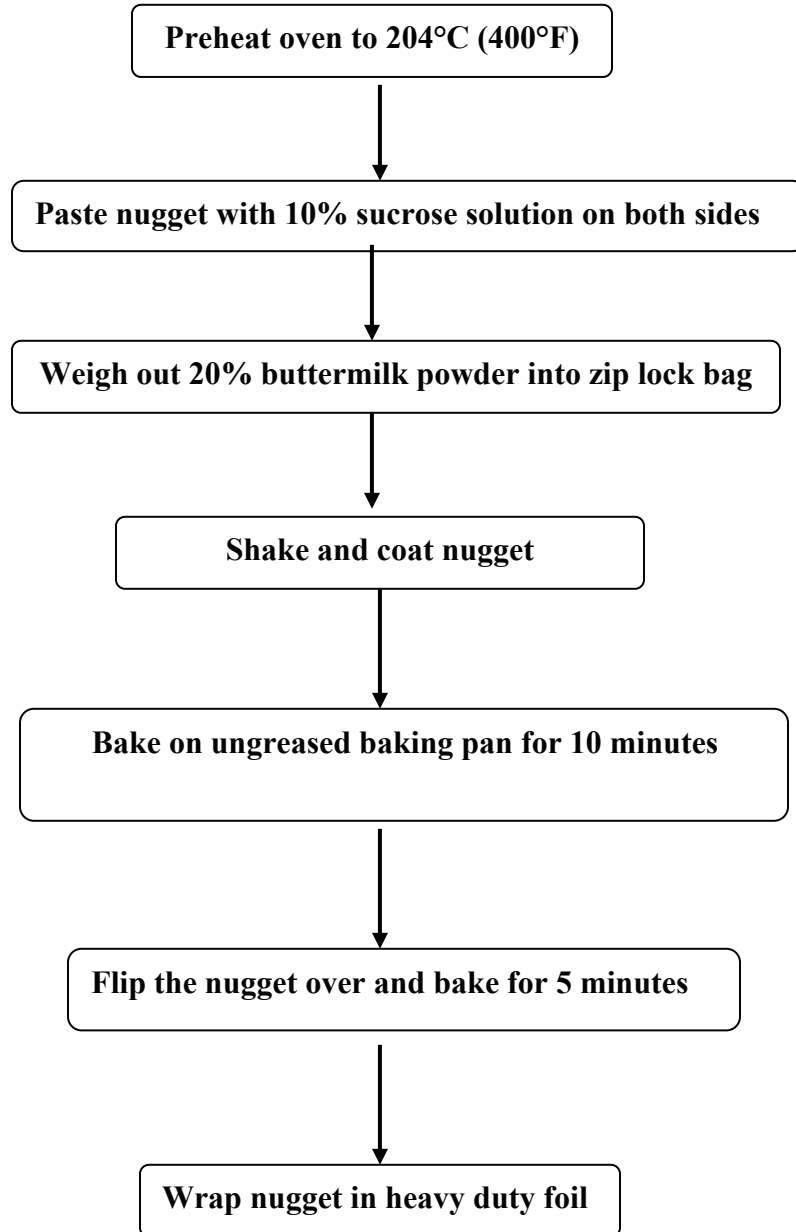 Preheat oven to 204°C (400°F)
Paste nugget with 10% sucrose solution on both sides
Weigh out 20% buttermilk powder into zip lock bag
Shake and coat nugget
Bake on ungreased baking pan for 10 minutes
Flip the nugget over and bake for 5 minutes
Wrap nugget in heavy duty foil